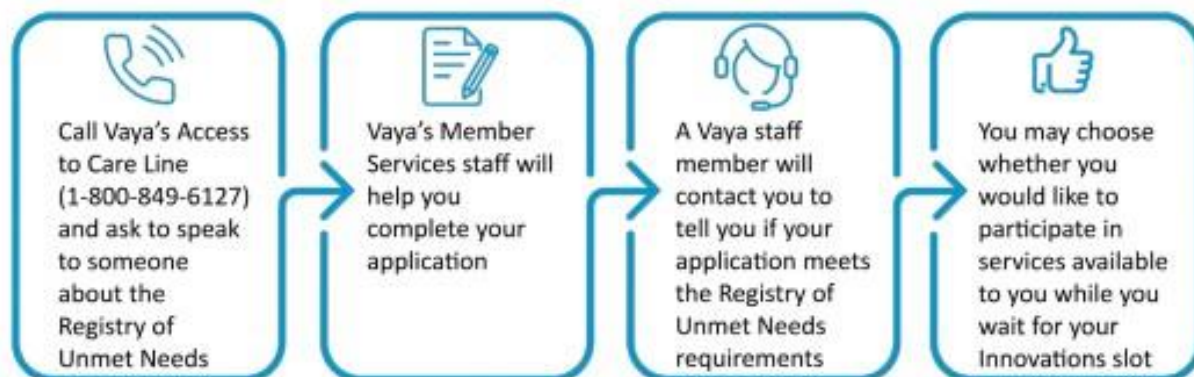 Call Vaya's Access
to Care Line
(1-800-849-6127)
and ask to speak
to someone
about the
Registry of
Unmet Needs
Vaya's Member
Services staff will
help you
complete your
application
A Vaya staff
member will
contact you to
tell you if your
application meets
the Registry of
Unmet Needs
requirements
You may choose
whether you
would like to
participate in
services available
to you while you
wait for your
Innovations slot